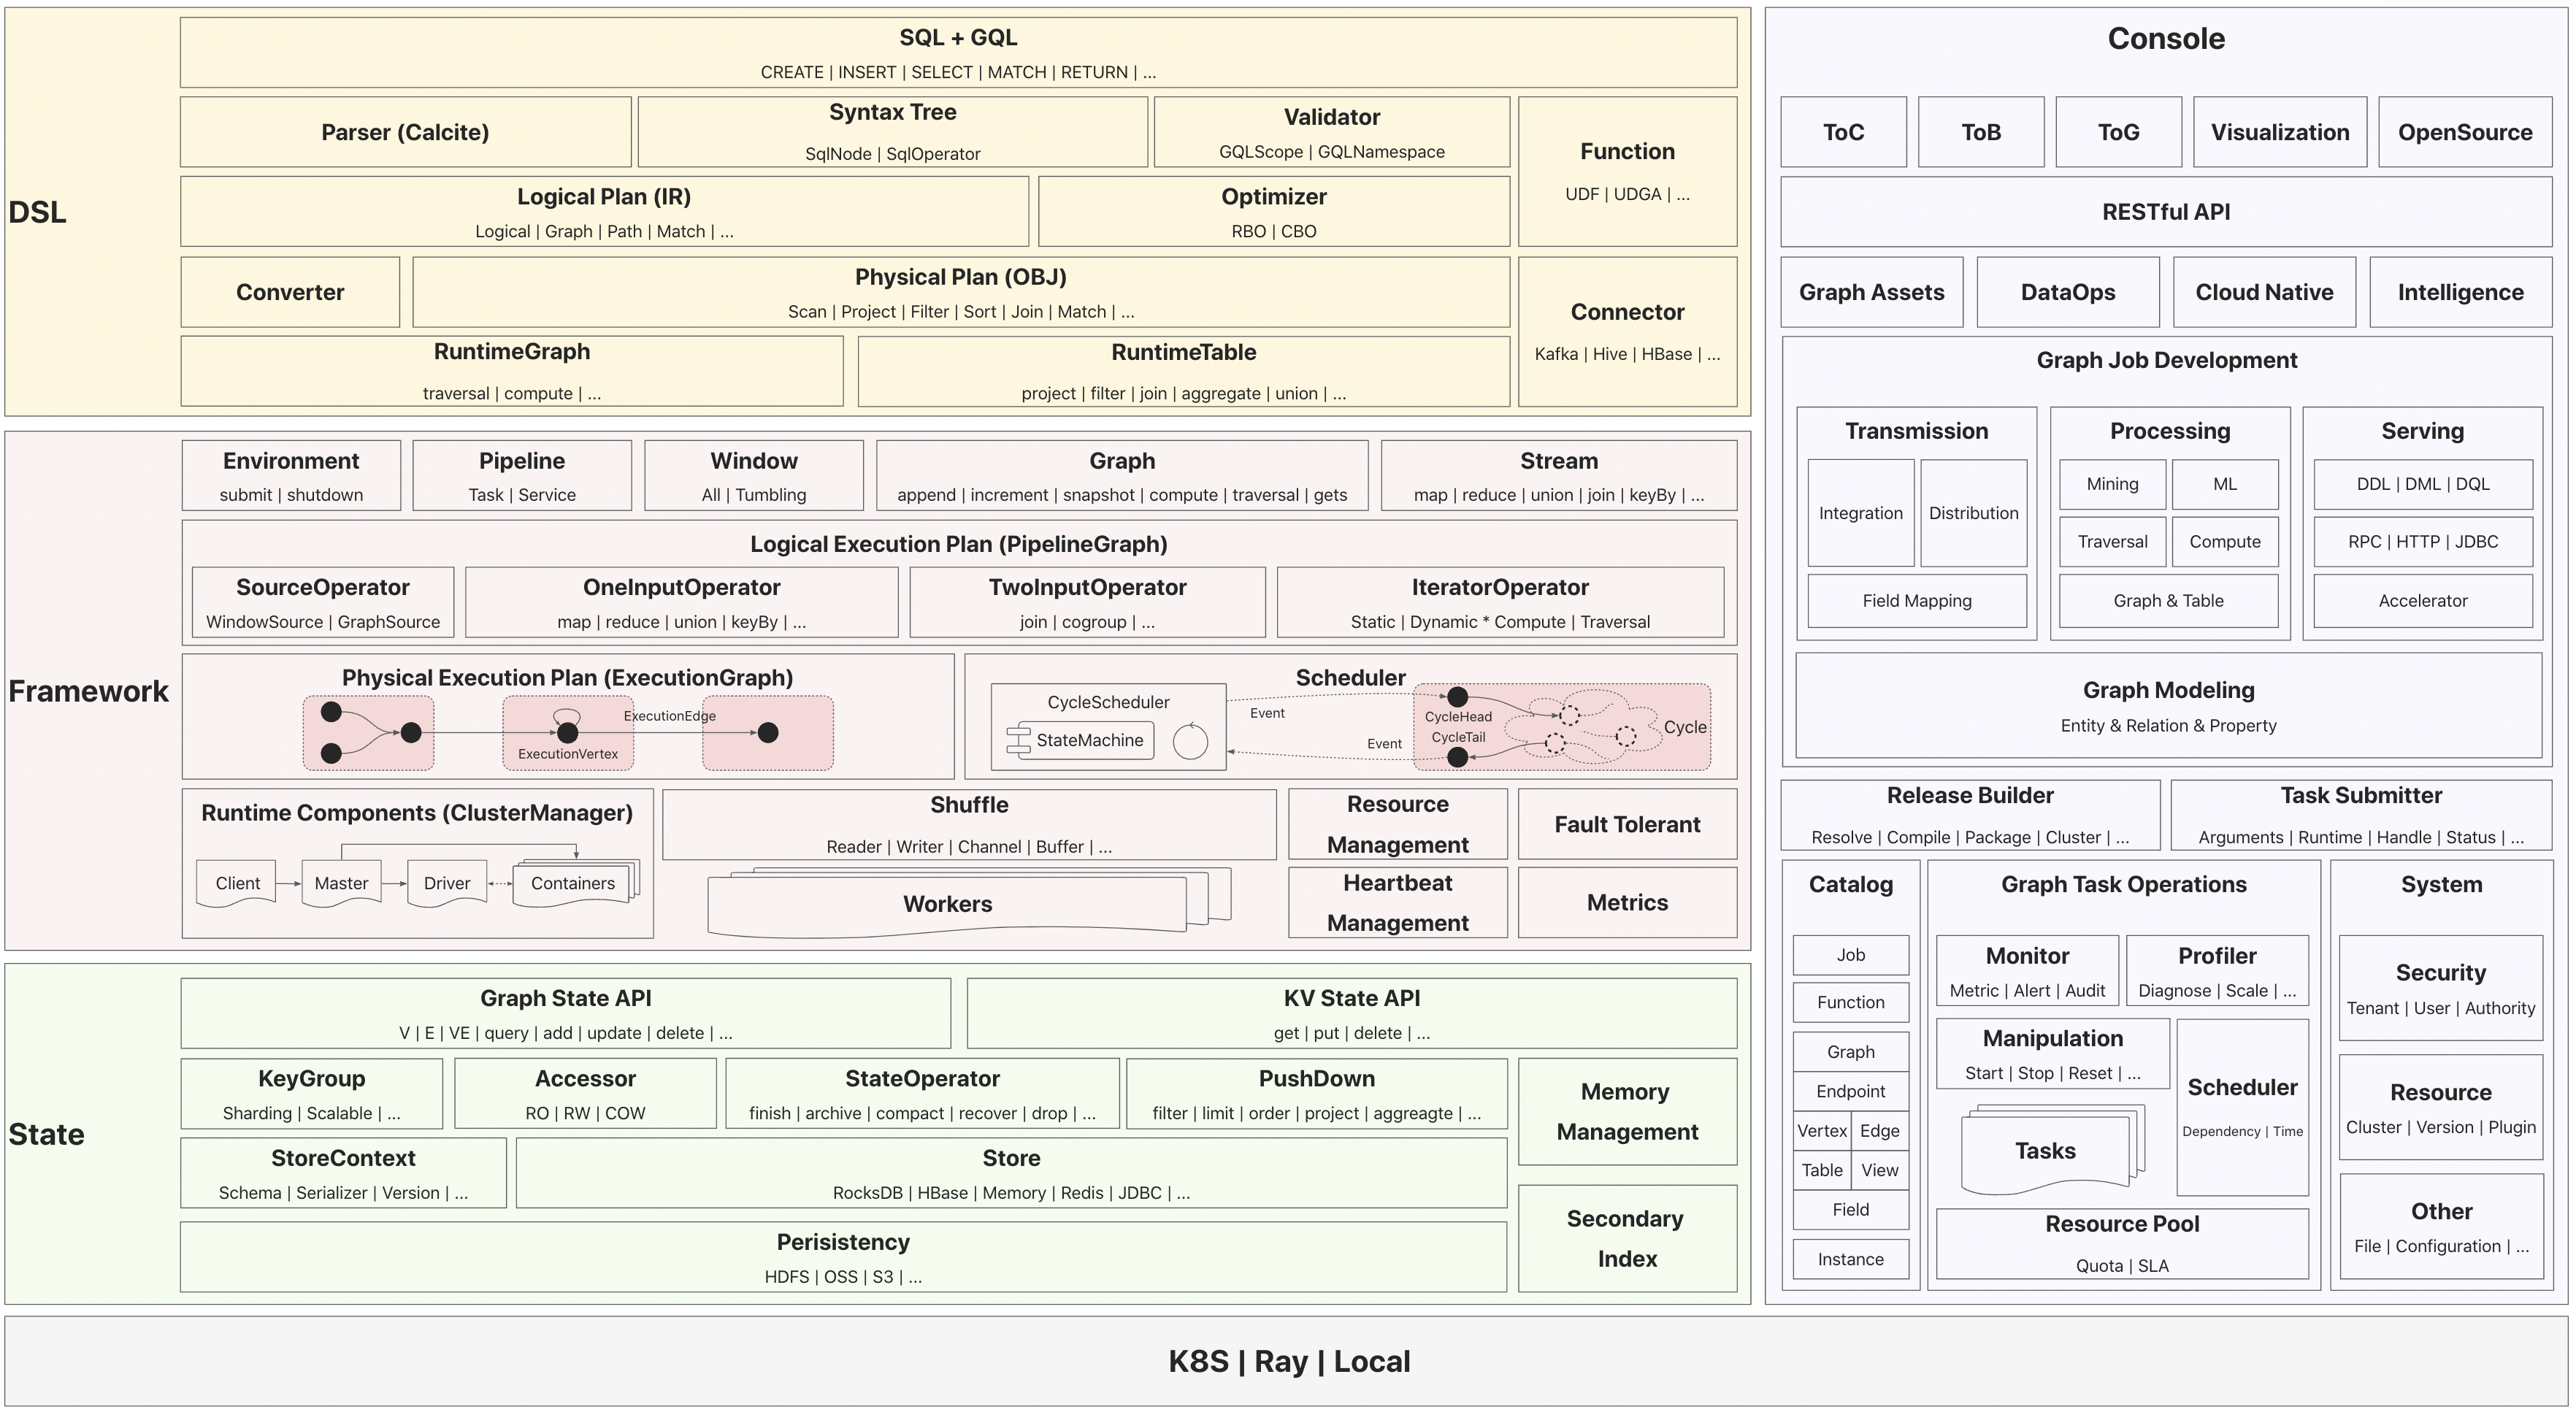 DSL
SQL + GQL
CREATE | INSERT | SELECT | MATCH | RETURN | ...
Parser (Calcite)
Syntax Tree
SqlNode | SqlOperator
Validator
GQLScope | GQLNamespace
Function
UDF | UDGA | ...
Logical Plan (IR)
Logical | Graph | Path | Match | ...
Optimizer
RBO | CBO
Converter
Physical Plan (OBJ)
Scan | Project | Filter | Sort | Join | Match | ...
Connector
Kafka | Hive | HBase | ...
RuntimeGraph
traversal | compute | ...
RuntimeTable
project | filter | join | aggregate | union | ...
Framework
Environment
submit | shutdown
Pipeline
Task | Service
Window
All | Tumbling
Graph
append | increment | snapshot | compute | traversal | gets
Stream
map | reduce | union | join | keyBy | ...
Logical Execution Plan (PipelineGraph)
SourceOperator
WindowSource | GraphSource
OneInputOperator
map | reduce | union | keyBy | ...
TwoInputOperator
join | cogroup | ...
IteratorOperator
Static | Dynamic * Compute | Traversal
Physical Execution Plan (ExecutionGraph)
ExecutionEdge
ExecutionVertex
Scheduler
CycleScheduler
StateMachine
Event
Event
CycleHead
CycleTail
Cycle
Runtime Components (ClusterManager)
Client
Master
Driver
Containers
Shuffle
Reader | Writer | Channel | Buffer | ...
Workers
Resource
Management
Fault Tolerant
Heartbeat
Management
Metrics
State
Graph State API
V | E | VE | query | add | update | delete | ...
KV State API
get | put | delete | ...
KeyGroup
Sharding | Scalable | ...
Accessor
RO | RW | COW
StateOperator
finish | archive | compact | recover | drop | ...
PushDown
filter | limit | order | project | aggreagte | ...
Memory
Management
StoreContext
Schema | Serializer | Version | ...
Store
RocksDB | HBase | Memory | Redis | JDBC | ...
Secondary
Index
Perisistency
HDFS | OSS | S3 | ...
Console
ToC
ToB
ToG
Visualization
OpenSource
RESTful API
Graph Assets
DataOps
Cloud Native
Intelligence
Graph Job Development
Transmission
Integration
Distribution
Field Mapping
Processing
Mining
ML
Traversal
Compute
Graph & Table
Serving
DDL | DML | DQL
RPC | HTTP | JDBC
Accelerator
Graph Modeling
Entity & Relation & Property
Release Builder
Resolve | Compile | Package | Cluster | ...
Task Submitter
Arguments | Runtime | Handle | Status | ...
Catalog
Job
Function
Graph
Endpoint
Vertex
Edge
Table
View
Field
Instance
Graph Task Operations
Monitor
Metric | Alert | Audit
Profiler
Diagnose | Scale | ...
Manipulation
Start | Stop | Reset | ...
Scheduler
Dependency | Time
Tasks
Resource Pool
Quota | SLA
System
Security
Tenant | User | Authority
Resource
Cluster | Version | Plugin
Other
File | Configuration | ...
K8S | Ray | Local